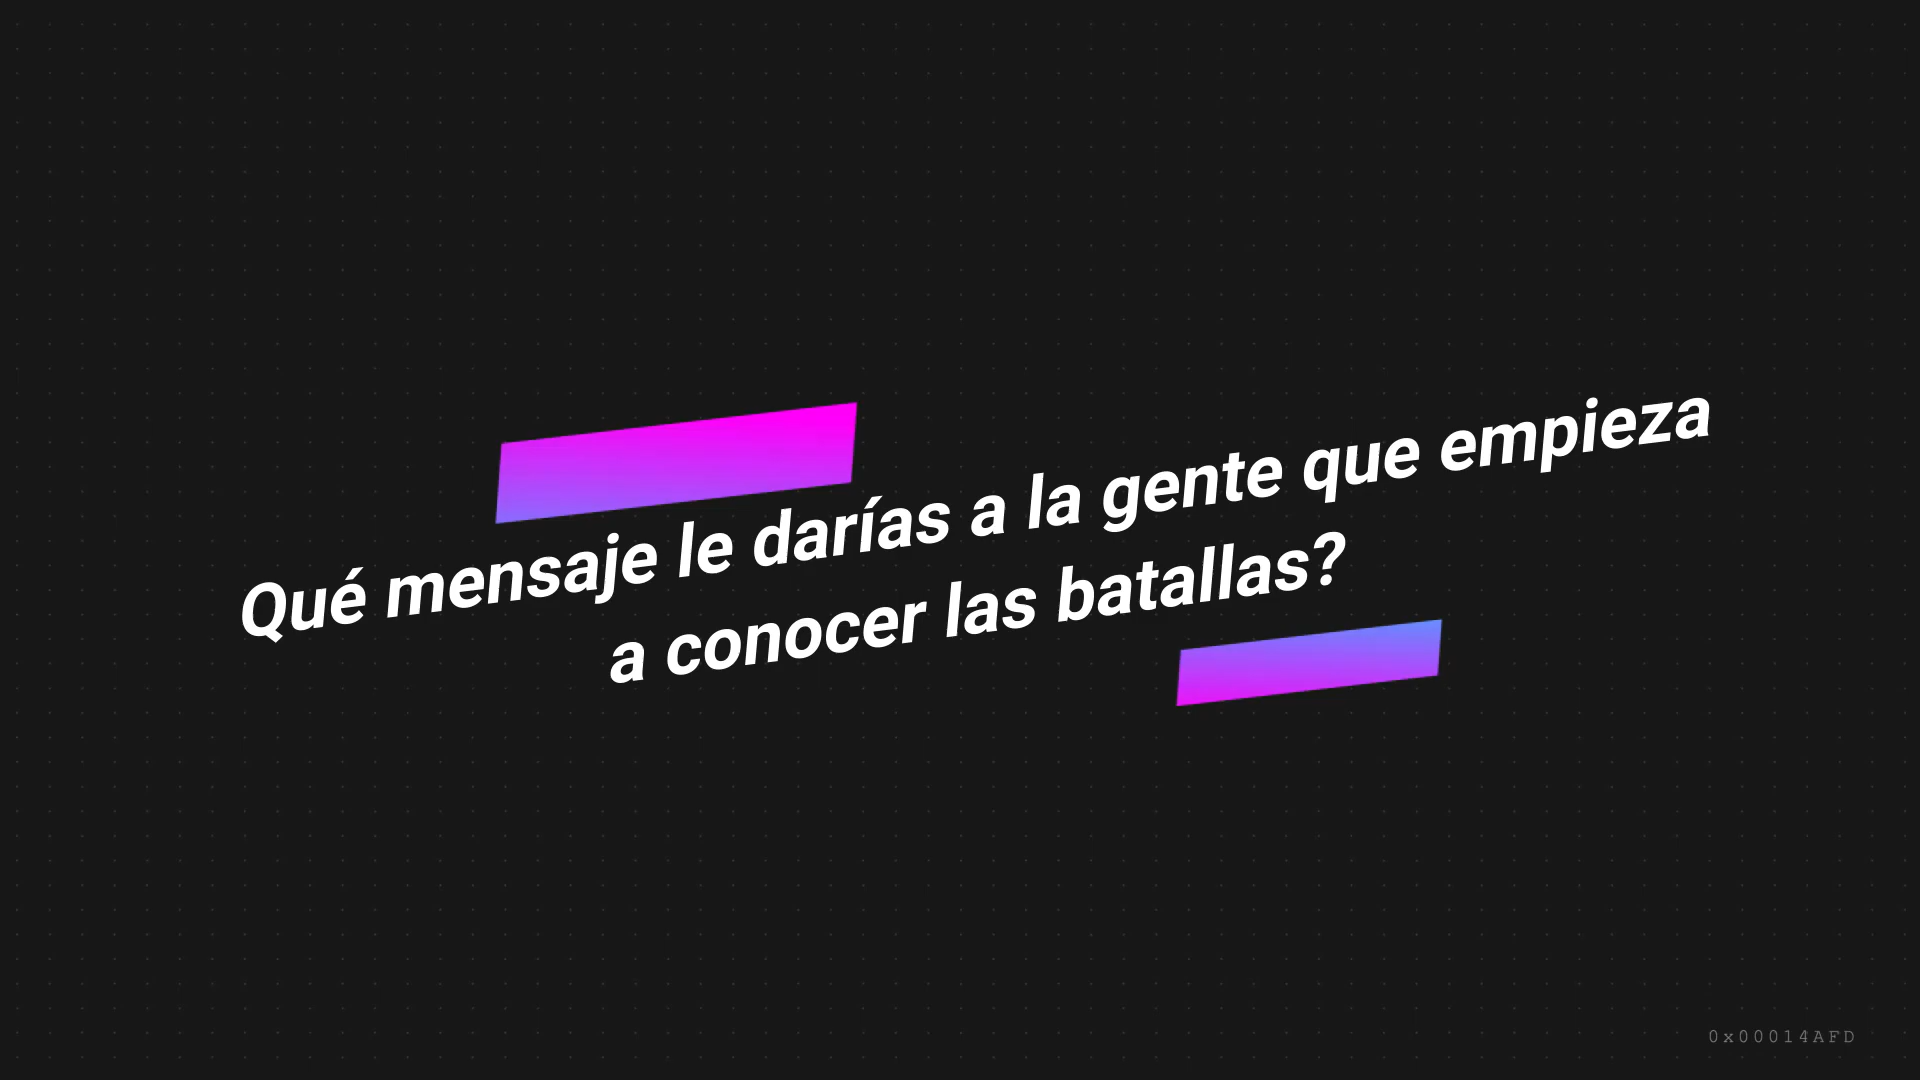 Qué mensaje le darías a la gente que empieza
a conocer las batallas?
0x00014AFD